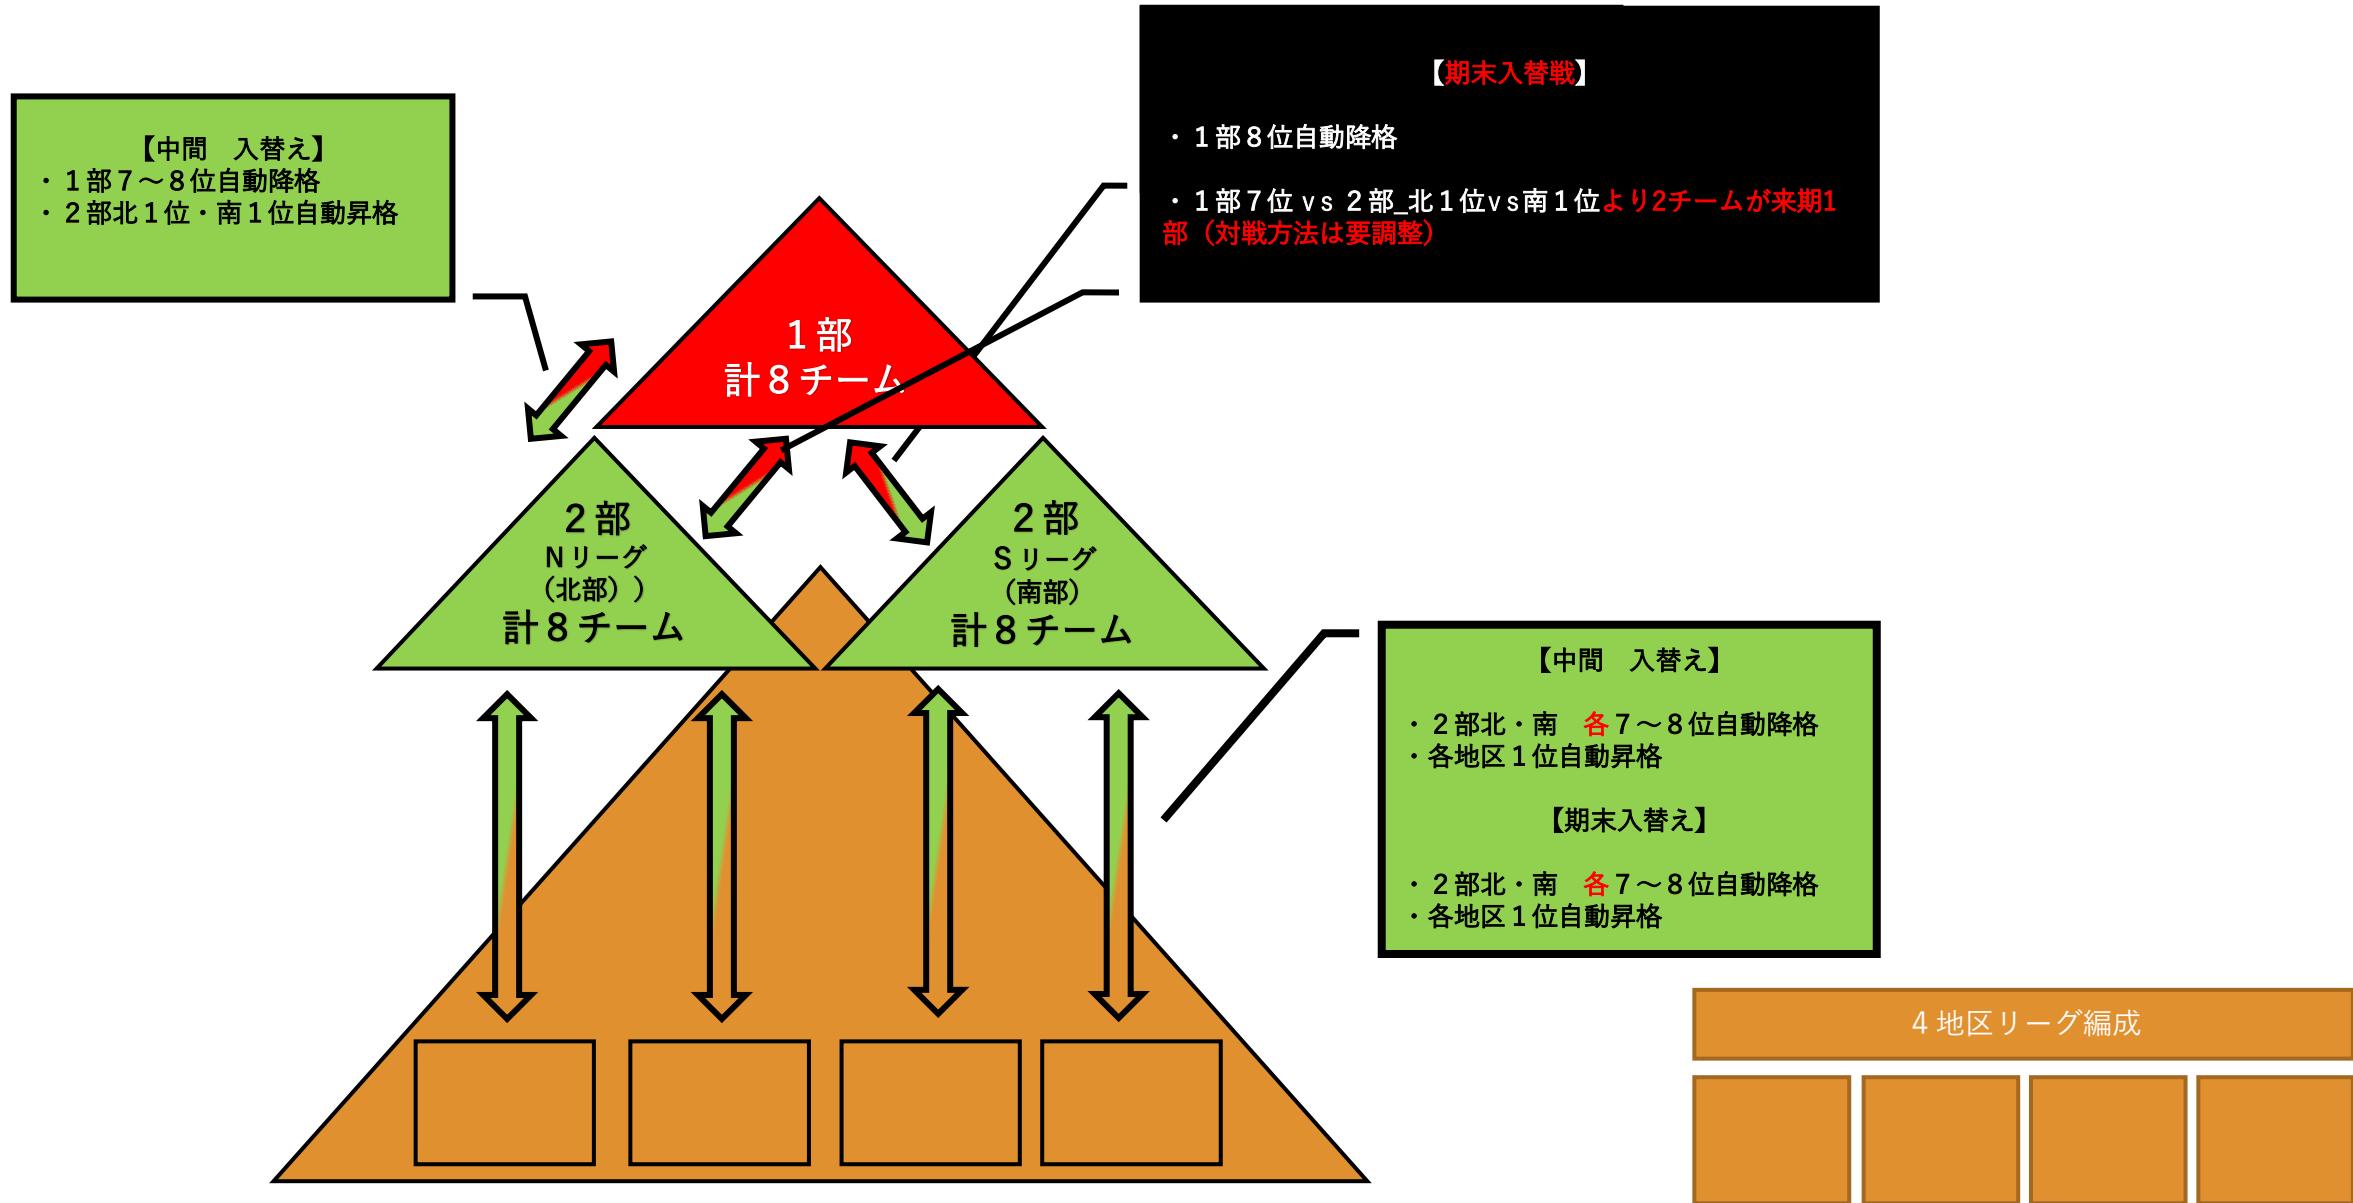 【期末入替戦】
・１部８位自動降格
・１部７位ｖｓ２部_北１位ｖｓ南１位より2チームが来期1
部（対戦方法は要調整）
【中間　入替え】
・１部７～８位自動降格
・２部北１位・南１位自動昇格
１部
計８チーム
２部
Ｎリーグ
（北部））
計８チーム
２部
Ｓリーグ
（南部）
計８チーム
【中間　入替え】
・２部北・南　各７～８位自動降格
・各地区１位自動昇格
【期末入替え】
・２部北・南　各７～８位自動降格
・各地区１位自動昇格
４地区リーグ編成